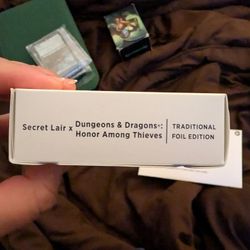 Secret Lair x Dungeons & Dragons®: Honor Among Thieves
TRADITIONAL
FOIL EDITION